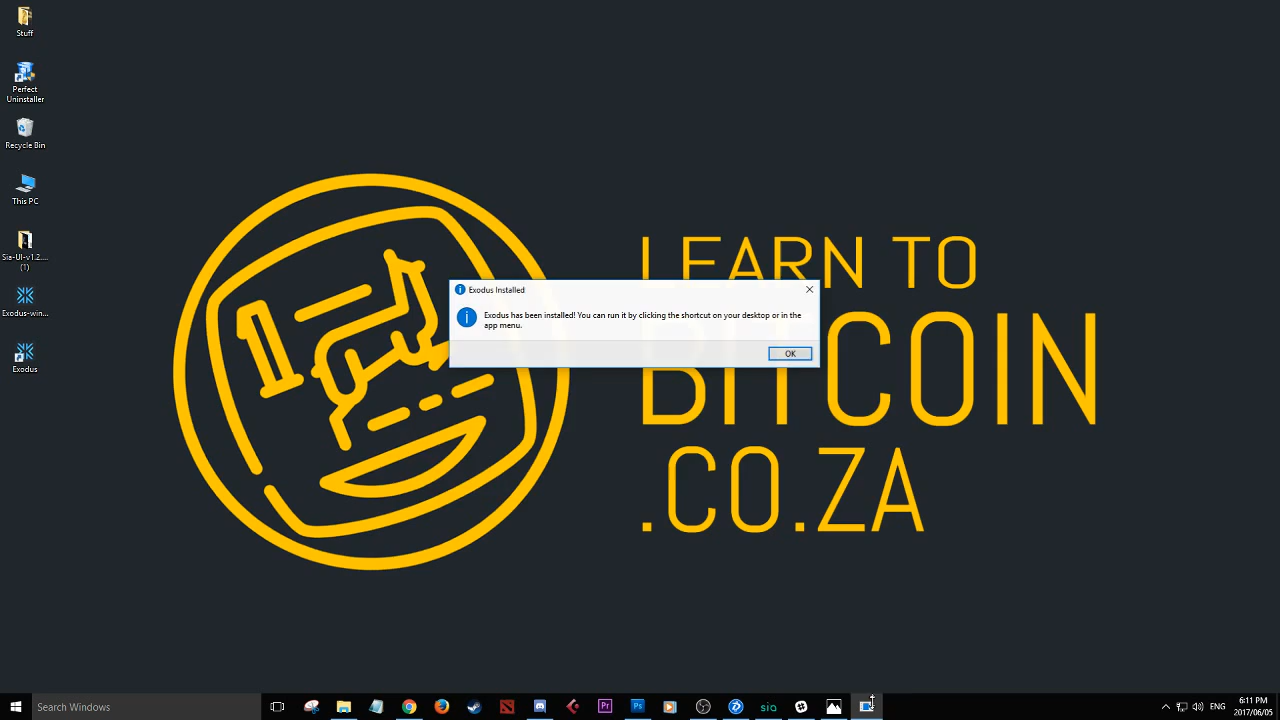 Stuff
Perfect
Uninstaller
Recycle Bin
This PC
Sia-UI-v1.2....
(1)
Exodus-win...
Exodus
LEARN TO
BITCOIN
.CO.ZA
Exodus Installed
Exodus has been installed! You can run it by clicking the shortcut on your desktop or in the
app menu.
OK
Search Windows
Pr
Ps
sia
ENG
6:11 PM
2017/06/05